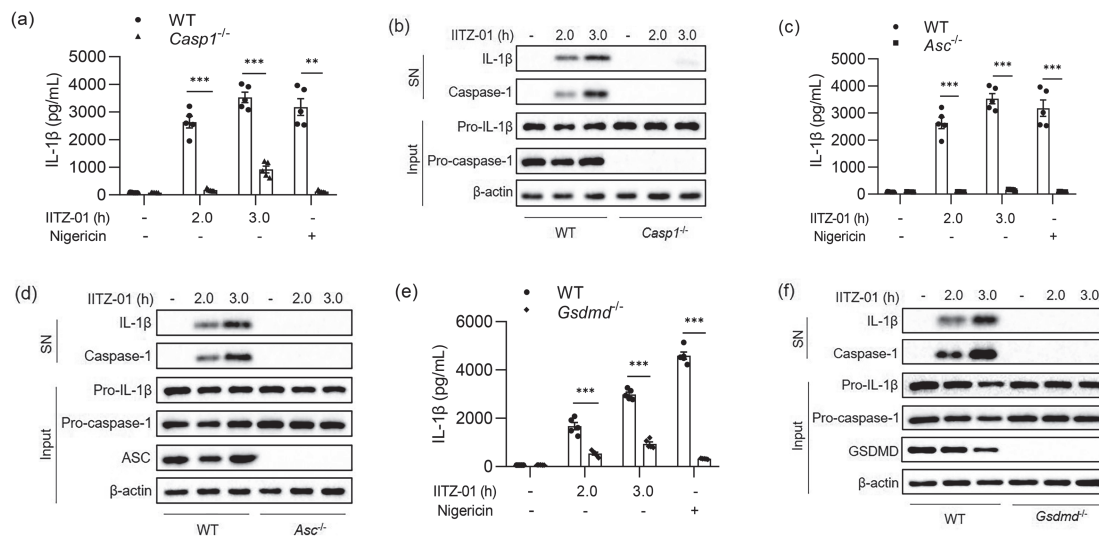 (a)
WT
Casp1-/-
IL-1β (pg/mL)
5000
4000
3000
2000
1000
0
*** *** **
IITZ-01 (h) - 2.0 3.0 -
Nigericin - - - +
(b)
IITZ-01 (h) - 2.0 3.0 - 2.0 3.0
SN
IL-1β
Caspase-1
Input
Pro-IL-1β
Pro-caspase-1
β-actin
WT Casp1-/-
(c)
WT
Asc-/-
IL-1β (pg/mL)
5000
4000
3000
2000
1000
0
*** *** ***
IITZ-01 (h) - 2.0 3.0 -
Nigericin - - - +
(d)
IITZ-01 (h) - 2.0 3.0 - 2.0 3.0
SN
IL-1β
Caspase-1
Input
Pro-IL-1β
Pro-caspase-1
ASC
β-actin
WT Asc-/-
(e)
WT
Gsdmd-/-
IL-1β (pg/mL)
6000
4000
2000
0
*** *** ***
IITZ-01 (h) - 2.0 3.0 -
Nigericin - - - +
(f)
IITZ-01 (h) - 2.0 3.0 - 2.0 3.0
SN
IL-1β
Caspase-1
Input
Pro-IL-1β
Pro-caspase-1
GSDMD
β-actin
WT Gsdmd-/-